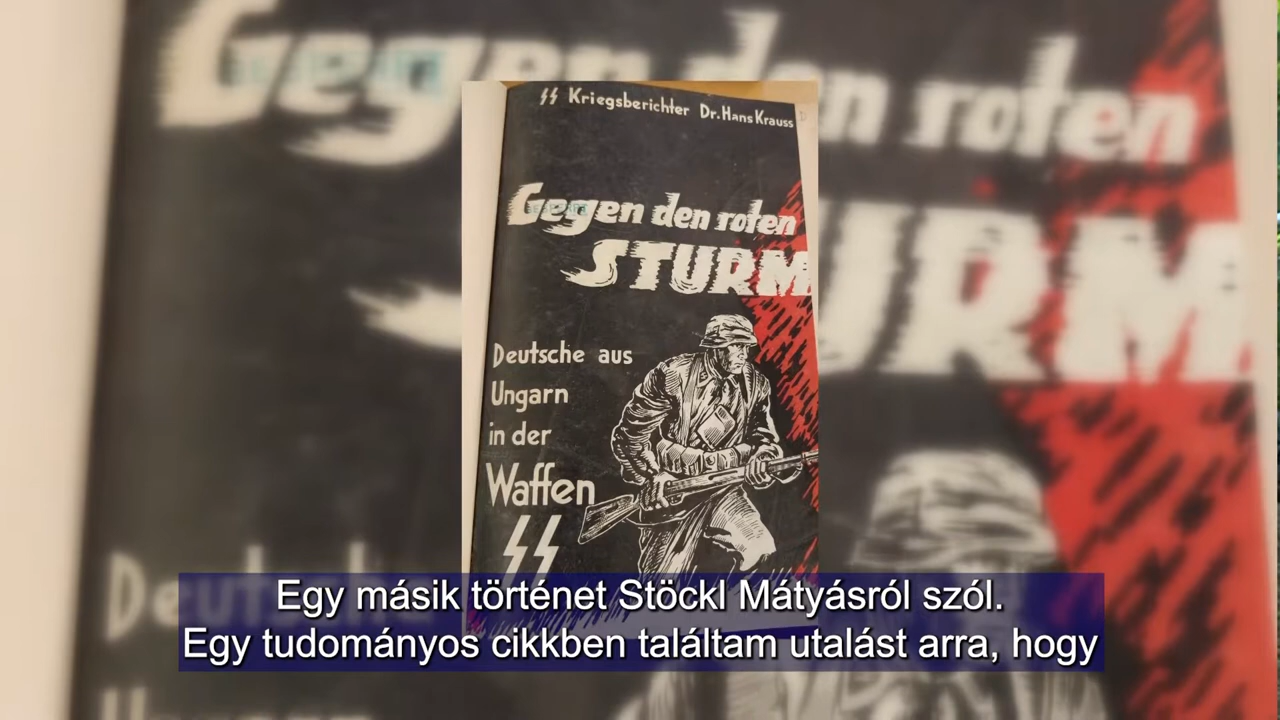 SS Kriegsberichter Dr. Hans Krauss
Gegen den roten
STURM
Deutsche aus
Ungarn
in der
Waffen
SS
Egy másik történet Stöckl Mátyásról szól.
Egy tudományos cikkben találtam utalást arra, hogy